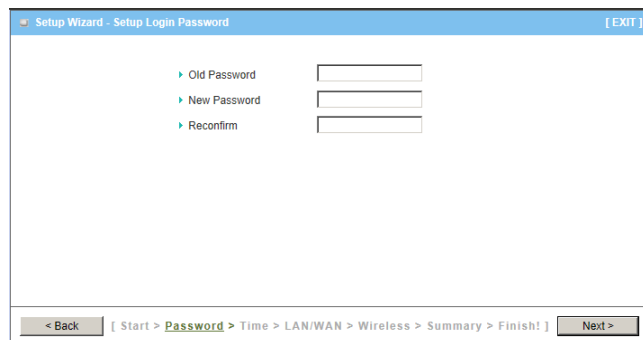 Setup Wizard - Setup Login Password [ EXIT ]
Old Password
New Password
Reconfirm
< Back [ Start > Password > Time > LAN/WAN > Wireless > Summary > Finish! ] Next >